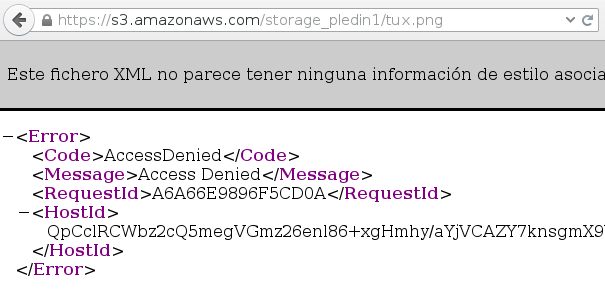 https://s3.amazonaws.com/storage_pledin1/tux.png
Este fichero XML no parece tener ninguna información de estilo asocia
−<Error>
<Code>AccessDenied</Code>
<Message>Access Denied</Message>
<RequestId>A6A66E9896F5CD0A</RequestId>
−<HostId>
QpCclRCWbz2cQ5megVGmz26enl86+xgHmhy/aYjVCAZY7knsgmX9
</HostId>
</Error>